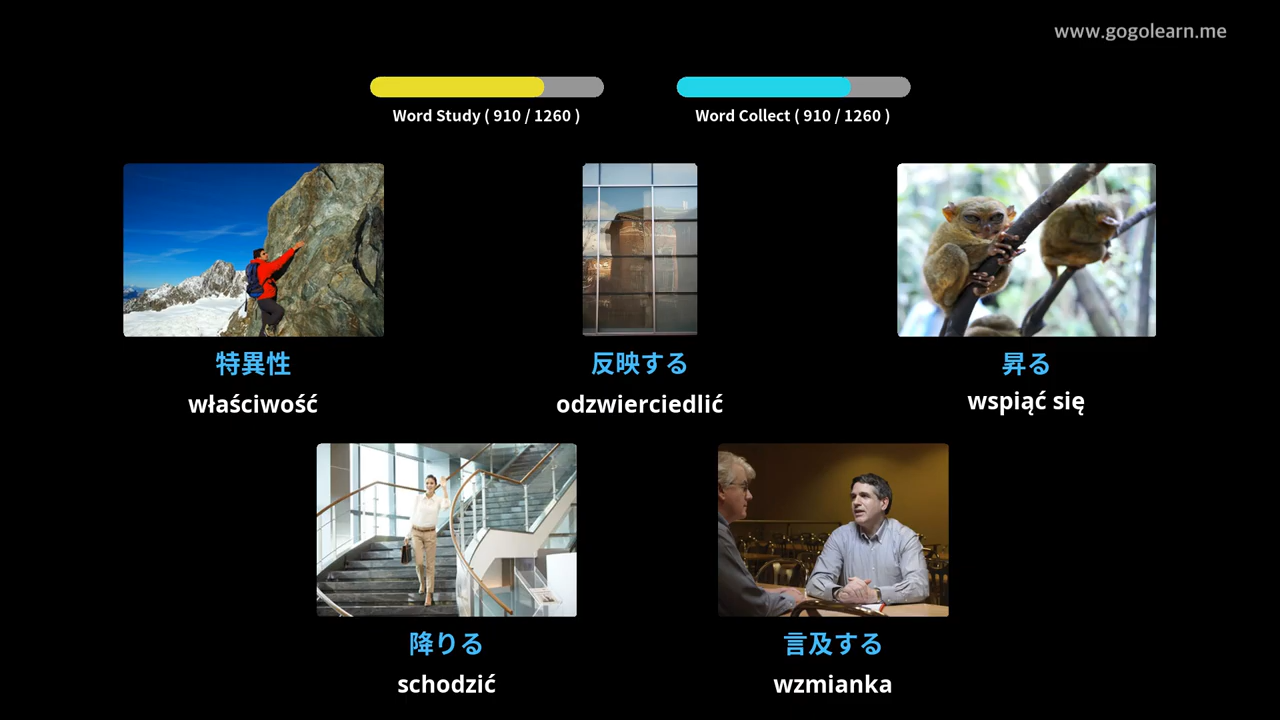 www.gogolearn.me
Word Study ( 910 / 1260 )
Word Collect ( 910 / 1260 )
特異性
właściwość
反映する
odzwierciedlić
昇る
wspiąć się
降りる
schodzić
言及する
wzmianka